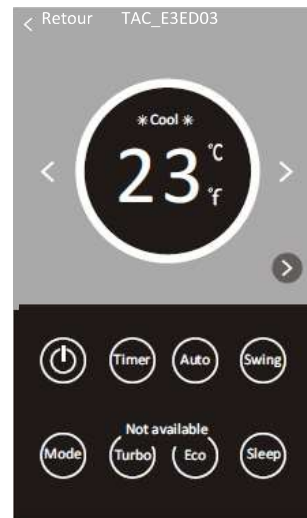 < Retour TAC_E3ED03
✳Cool✳
23 °C
°f
Timer Auto Swing
Not available
Mode Turbo Eco Sleep